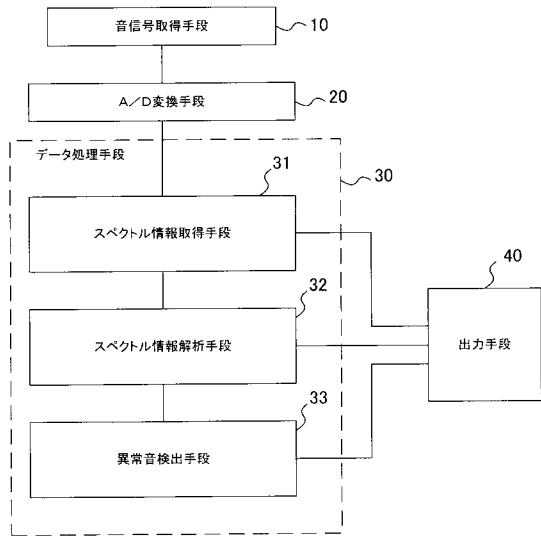 音信号取得手段
10
A/D変換手段
20
データ処理手段
30
31
スペクトル情報取得手段
32
スペクトル情報解析手段
33
異常音検出手段
40
出力手段